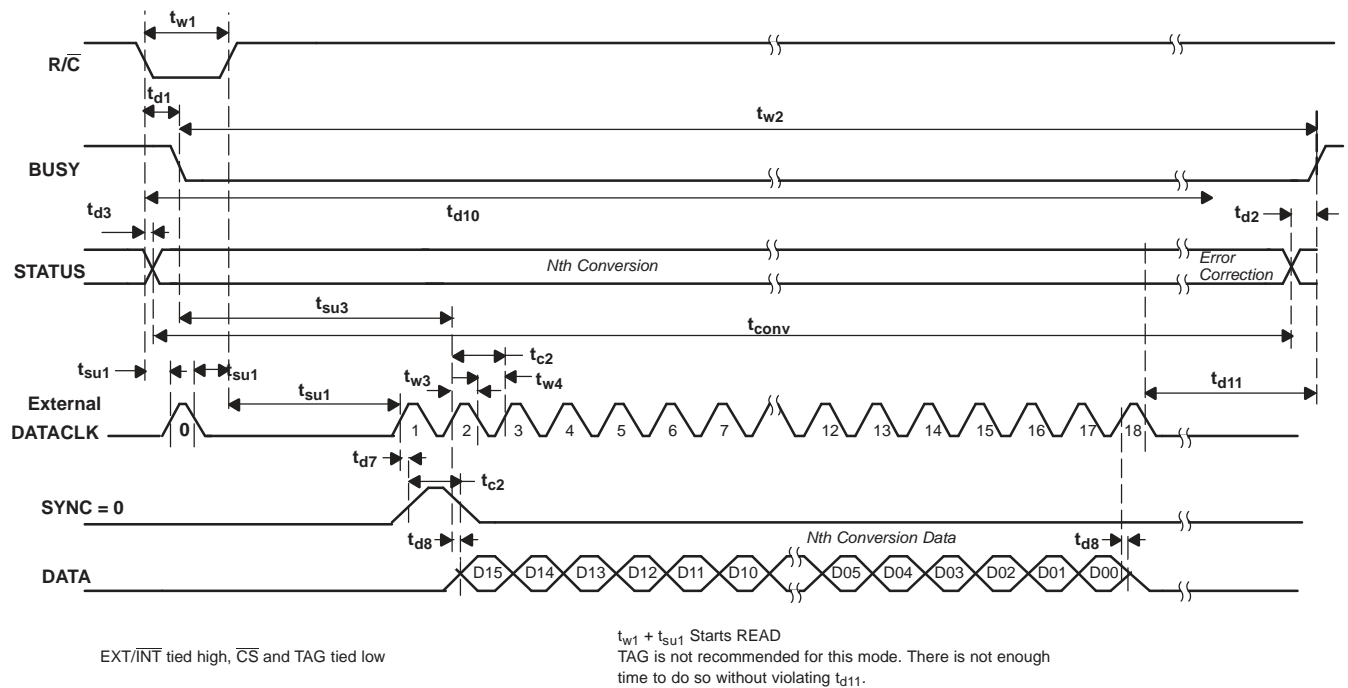 tw1
R/C
td1
tw2
BUSY
td3
td10
td2
STATUS
Nth Conversion
Error
Correction
tsu3
tconv
tc2
tsu1
tsu1
tw3
tw4
tsu1
td11
External
DATACLK
0 1 2 3 4 5 6 7 12 13 14 15 16 17 18
td7
tc2
SYNC = 0
td8
Nth Conversion Data
td8
DATA
D15 D14 D13 D12 D11 D10 D05 D04 D03 D02 D01 D00
EXT/INT tied high, CS and TAG tied low
tw1 + tsu1 Starts READ
TAG is not recommended for this mode. There is not enough
time to do so without violating td11.